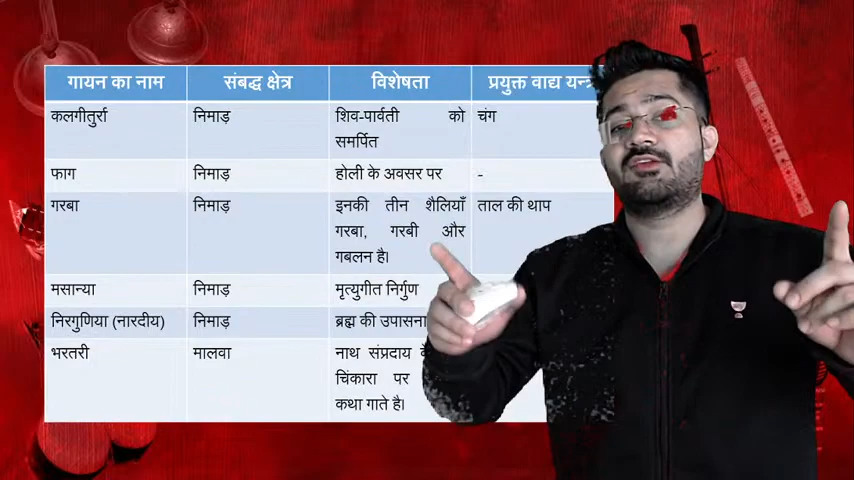 गायन का नाम संबद्ध क्षेत्र विशेषता प्रयुक्त वाद्य यन्त्र
कलगीतुर्रा निमाड़ शिव-पार्वती को चंग
समर्पित
फाग निमाड़ होली के अवसर पर -
गरबा निमाड़ इनकी तीन शैलियाँ ताल की थाप
गरबा, गरबी और
गबलन है।
मसान्या निमाड़ मृत्युगीत निर्गुण
निरगुणिया (नारदीय) निमाड़ ब्रह्म की उपासना
भरतरी मालवा नाथ संप्रदाय
चिंकारा पर
कथा गाते है।